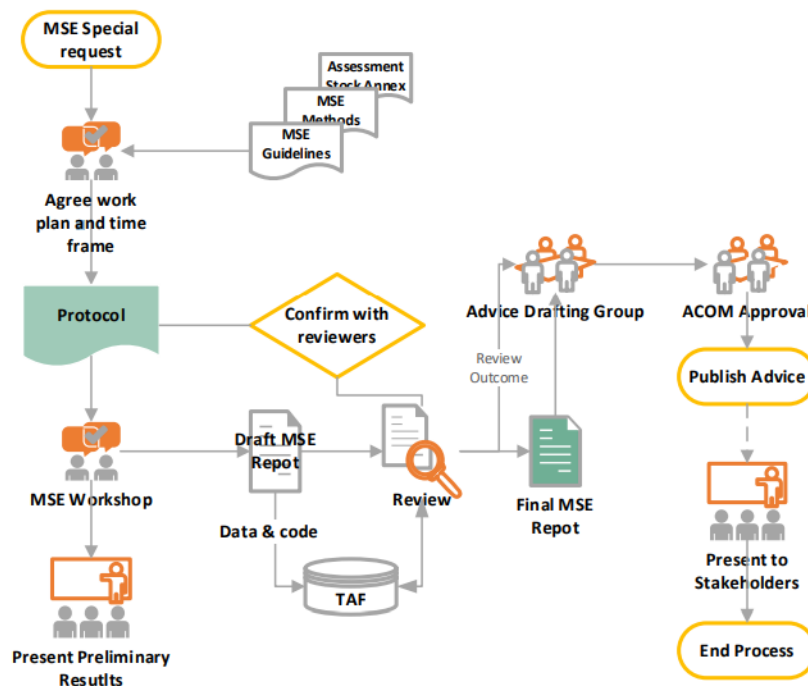 MSE Special
request
Assessment
Stock Annex
MSE
Methods
MSE
Guidelines
Agree work
plan and time
frame
Protocol
Confirm with
reviewers
Advice Drafting Group
ACOM Approval
Review
Outcome
Publish Advice
Draft MSE
Repot
MSE Workshop
Review
Final MSE
Repot
Data & code
TAF
Present to
Stakeholders
Present Preliminary
Resutlts
End Process